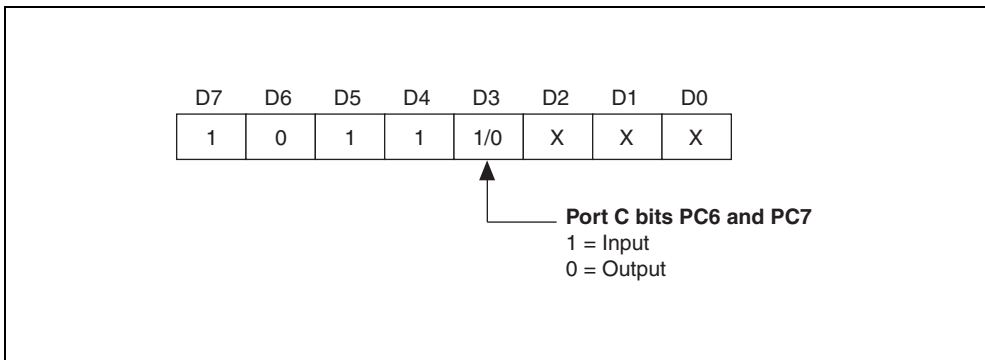 D7 D6 D5 D4 D3 D2 D1 D0
1 0 1 1 1/0 X X X
Port C bits PC6 and PC7
1 = Input
0 = Output